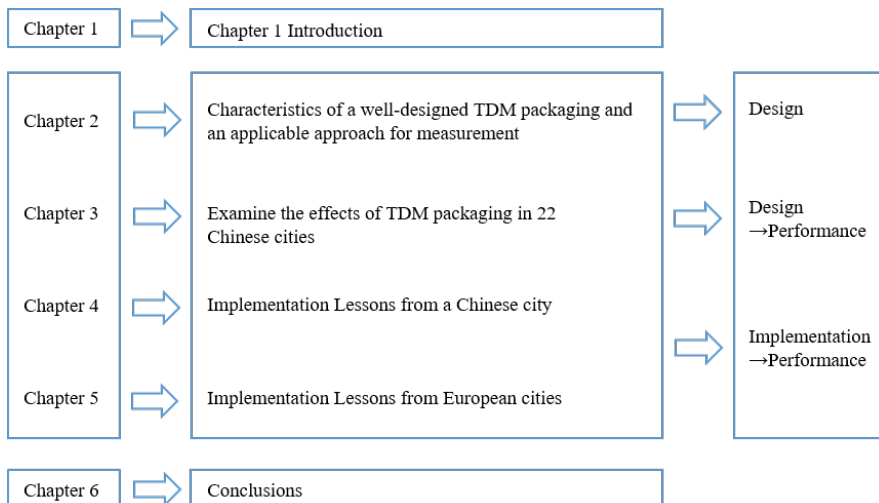 Chapter 1
Chapter 1 Introduction
Chapter 2
Characteristics of a well-designed TDM packaging and
an applicable approach for measurement
Design
Chapter 3
Examine the effects of TDM packaging in 22
Chinese cities
Design
→Performance
Chapter 4
Implementation Lessons from a Chinese city
Implementation
→Performance
Chapter 5
Implementation Lessons from European cities
Chapter 6
Conclusions